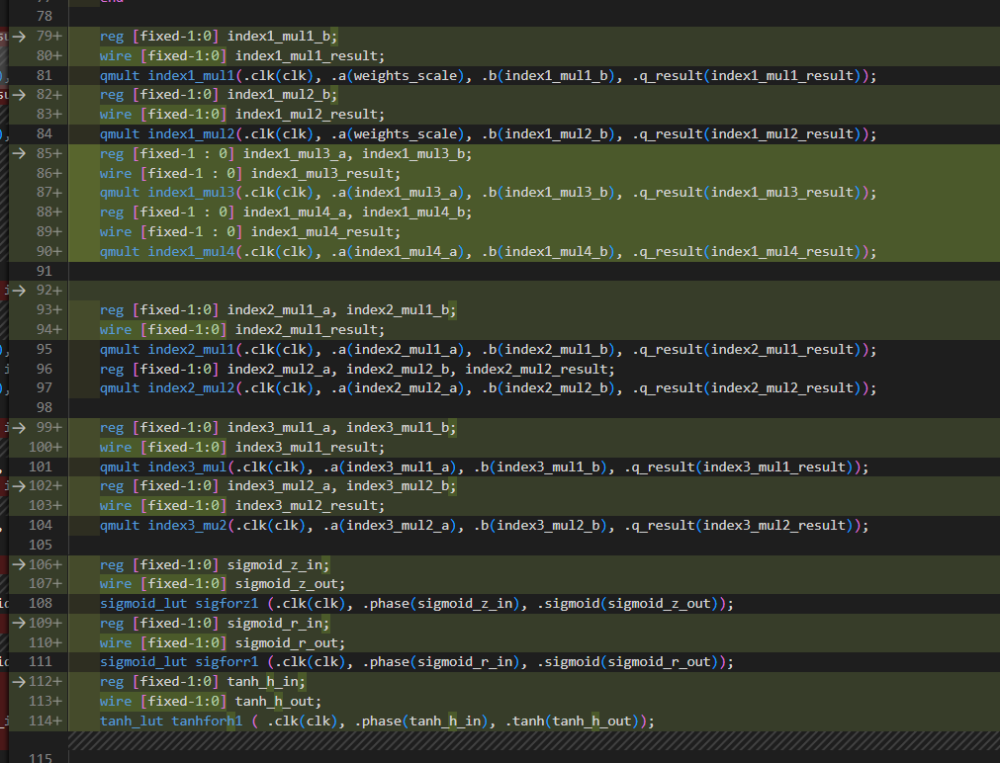 78
79+ reg [fixed-1:0] index1_mul1_b;
80+ wire [fixed-1:0] index1_mul1_result;
81 qmult index1_mul1(.clk(clk), .a(weights_scale), .b(index1_mul1_b), .q_result(index1_mul1_result));
82+ reg [fixed-1:0] index1_mul2_b;
83+ wire [fixed-1:0] index1_mul2_result;
84 qmult index1_mul2(.clk(clk), .a(weights_scale), .b(index1_mul2_b), .q_result(index1_mul2_result));
85+ reg [fixed-1 : 0] index1_mul3_a, index1_mul3_b;
86+ wire [fixed-1 : 0] index1_mul3_result;
87+ qmult index1_mul3(.clk(clk), .a(index1_mul3_a), .b(index1_mul3_b), .q_result(index1_mul3_result));
88+ reg [fixed-1 : 0] index1_mul4_a, index1_mul4_b;
89+ wire [fixed-1 : 0] index1_mul4_result;
90+ qmult index1_mul4(.clk(clk), .a(index1_mul4_a), .b(index1_mul4_b), .q_result(index1_mul4_result));
91
92+
93+ reg [fixed-1:0] index2_mul1_a, index2_mul1_b;
94+ wire [fixed-1:0] index2_mul1_result;
95 qmult index2_mul1(.clk(clk), .a(index2_mul1_a), .b(index2_mul1_b), .q_result(index2_mul1_result));
96 reg [fixed-1:0] index2_mul2_a, index2_mul2_b, index2_mul2_result;
97 qmult index2_mul2(.clk(clk), .a(index2_mul2_a), .b(index2_mul2_b), .q_result(index2_mul2_result));
98
99+ reg [fixed-1:0] index3_mul1_a, index3_mul1_b;
100+ wire [fixed-1:0] index3_mul1_result;
101 qmult index3_mul(.clk(clk), .a(index3_mul1_a), .b(index3_mul1_b), .q_result(index3_mul1_result));
102+ reg [fixed-1:0] index3_mul2_a, index3_mul2_b;
103+ wire [fixed-1:0] index3_mul2_result;
104 qmult index3_mu2(.clk(clk), .a(index3_mul2_a), .b(index3_mul2_b), .q_result(index3_mul2_result));
105
106+ reg [fixed-1:0] sigmoid_z_in;
107+ wire [fixed-1:0] sigmoid_z_out;
108 sigmoid_lut sigforz1 (.clk(clk), .phase(sigmoid_z_in), .sigmoid(sigmoid_z_out));
109+ reg [fixed-1:0] sigmoid_r_in;
110+ wire [fixed-1:0] sigmoid_r_out;
111 sigmoid_lut sigforr1 (.clk(clk), .phase(sigmoid_r_in), .sigmoid(sigmoid_r_out));
112+ reg [fixed-1:0] tanh_h_in;
113+ wire [fixed-1:0] tanh_h_out;
114+ tanh_lut tanhforh1 ( .clk(clk), .phase(tanh_h_in), .tanh(tanh_h_out));
115